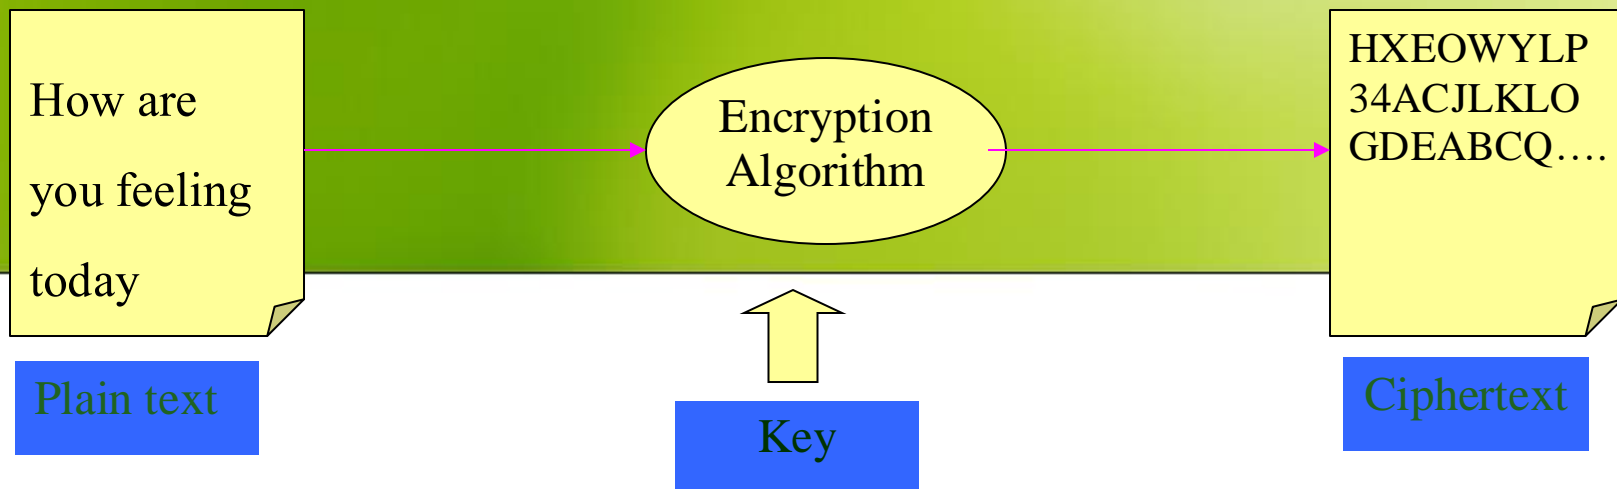 How are
you feeling
today
Plain text
Encryption
Algorithm
Key
HXEOWYLP
34ACJLKLO
GDEABCQ….
Ciphertext